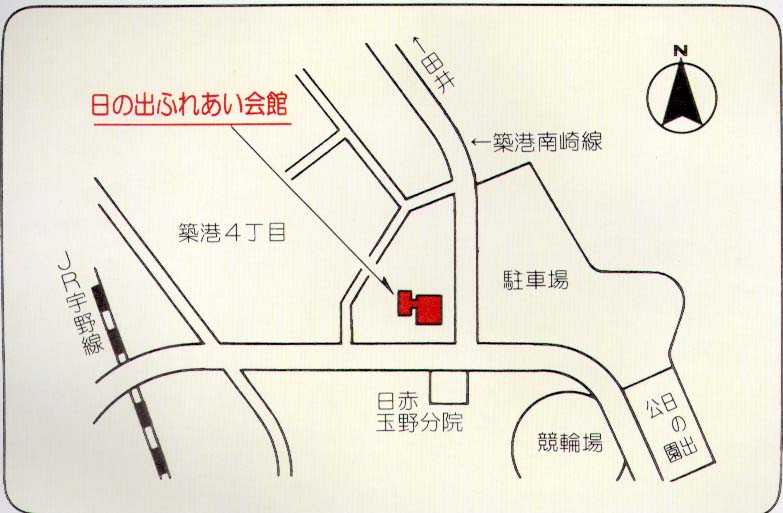 N
↑田井
日の出ふれあい会館
←築港南崎線
築港4丁目
JR宇野線
駐車場
日赤
玉野分院
競輪場
日の出
公園